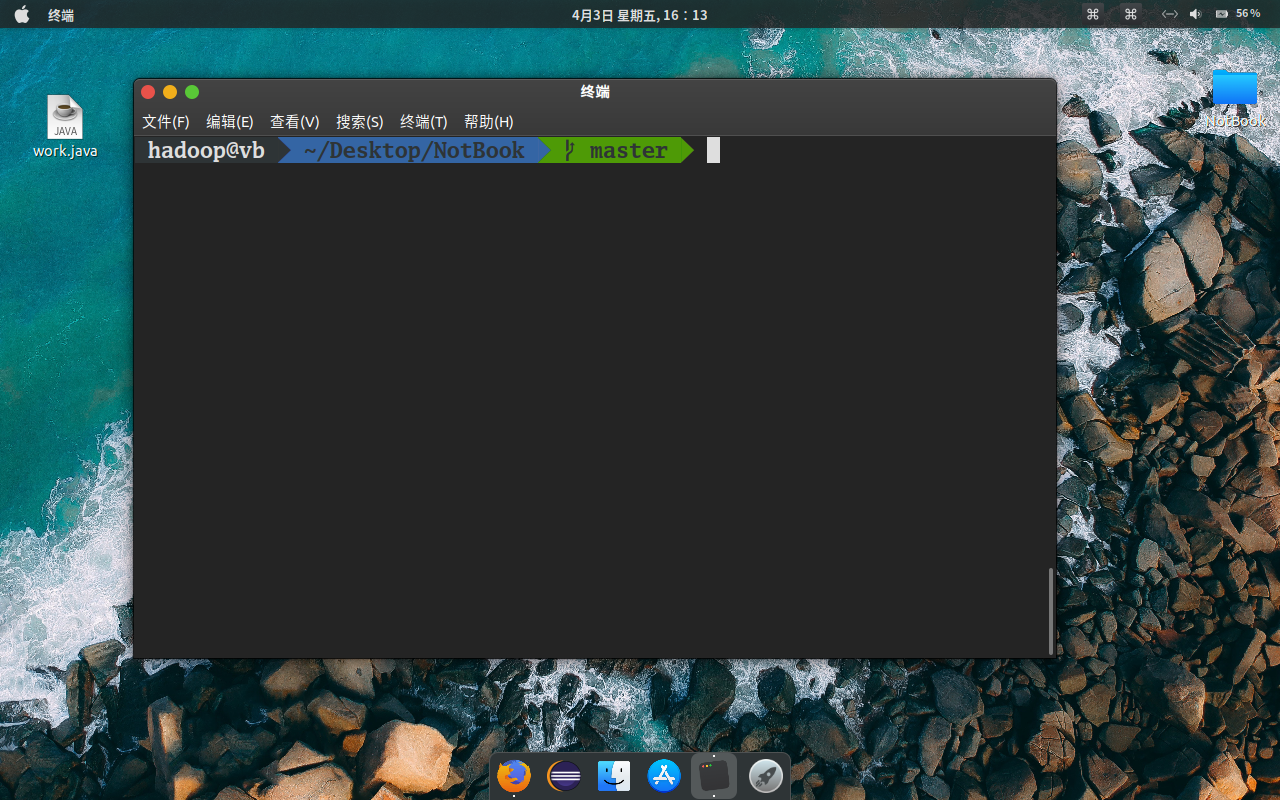 终端
4月3日 星期五, 16：13
56%
终端
文件(F) 编辑(E) 查看(V) 搜索(S) 终端(T) 帮助(H)
hadoop@vb ~/Desktop/NotBook master
JAVA
work.java
NotBook